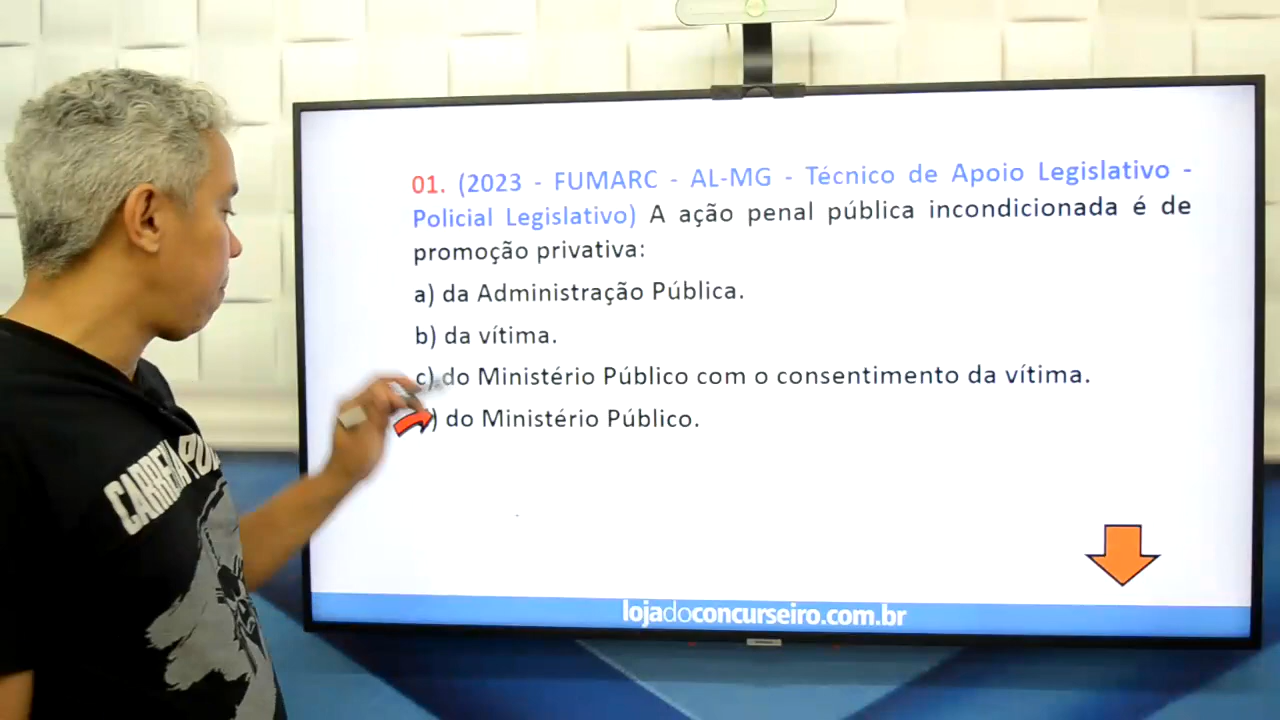 01. (2023 - FUMARC - AL-MG - Técnico de Apoio Legislativo -
Policial Legislativo) A ação penal pública incondicionada é de
promoção privativa:
a) da Administração Pública.
b) da vítima.
c) do Ministério Público com o consentimento da vítima.
) do Ministério Público.
lojadoconcurseiro.com.br